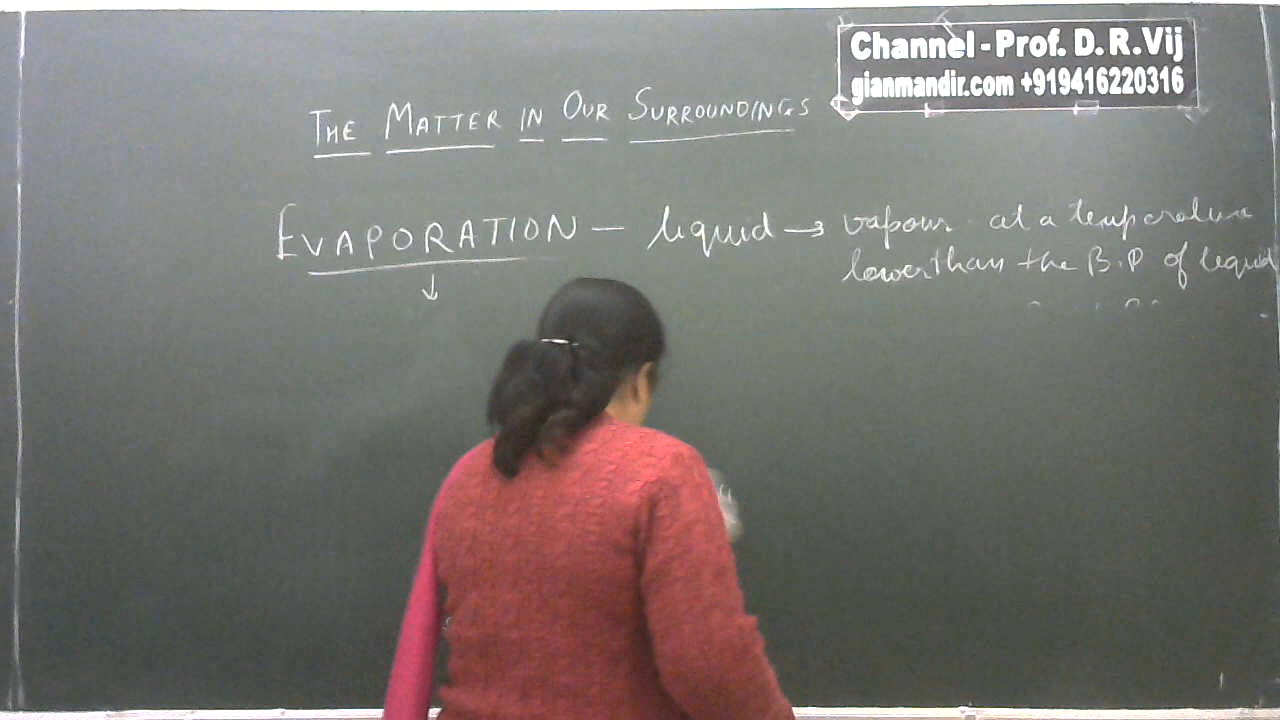 Channel - Prof. D. R. Vij
gianmandir.com +919416220316
THE MATTER IN OUR SURROUNDINGS
EVAPORATION — liquid → vapour at a temperature
lower than the B.P of liquid
↓